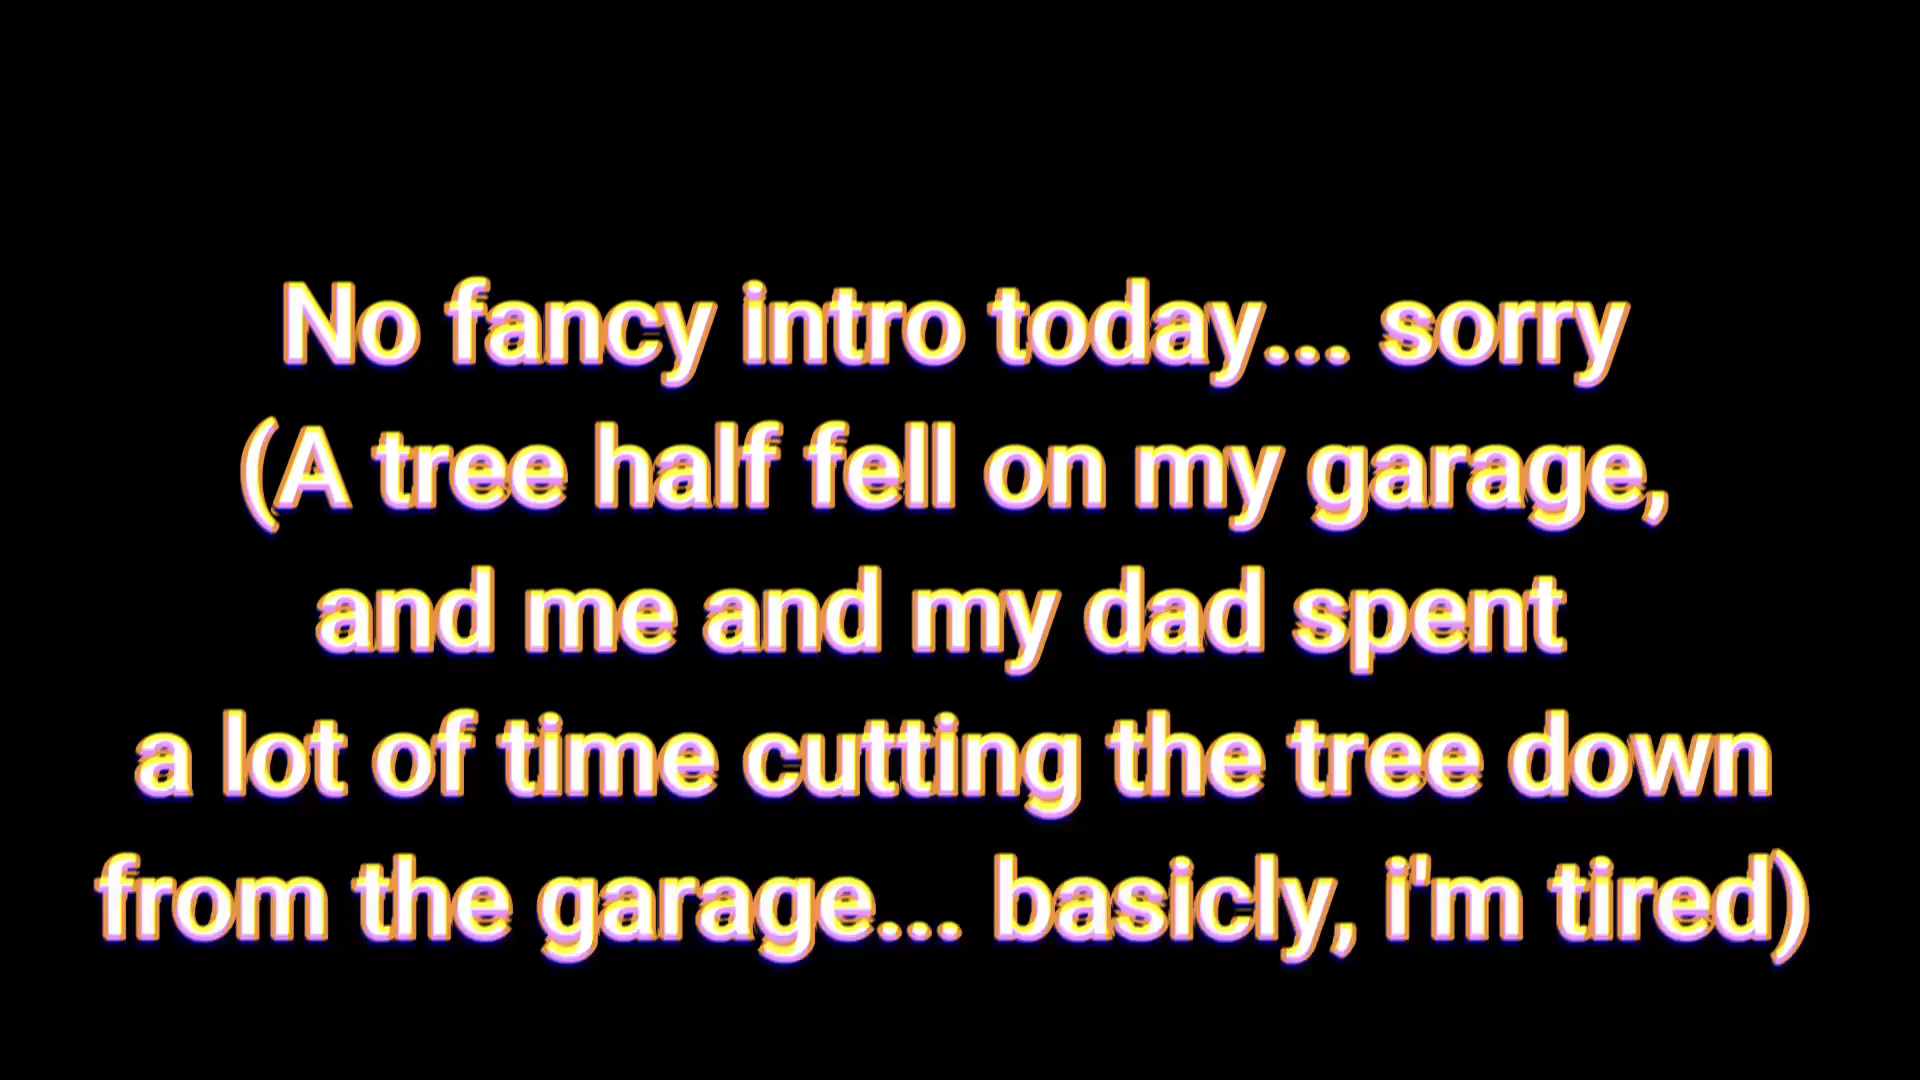 No fancy intro today... sorry
(A tree half fell on my garage,
and me and my dad spent
a lot of time cutting the tree down
from the garage... basicly, i'm tired)